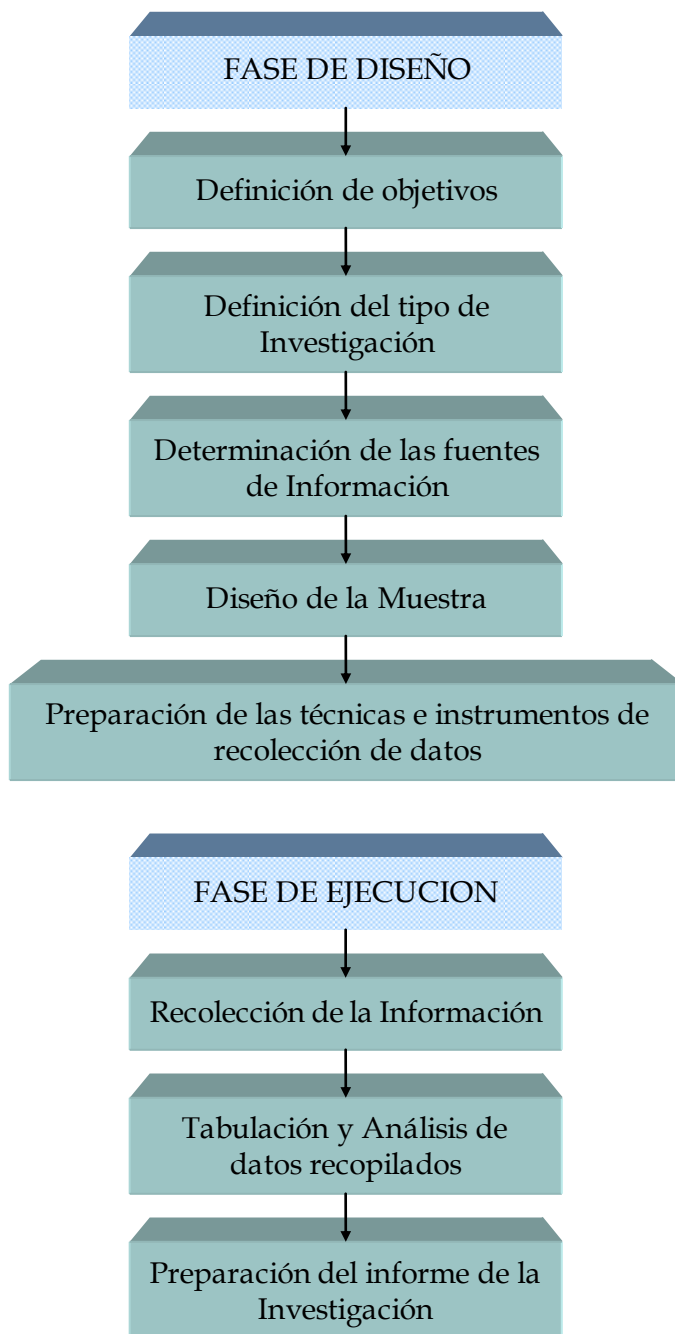 FASE DE DISEÑO
Definición de objetivos
Definición del tipo de
Investigación
Determinación de las fuentes
de Información
Diseño de la Muestra
Preparación de las técnicas e instrumentos de
recolección de datos
FASE DE EJECUCION
Recolección de la Información
Tabulación y Análisis de
datos recopilados
Preparación del informe de la
Investigación